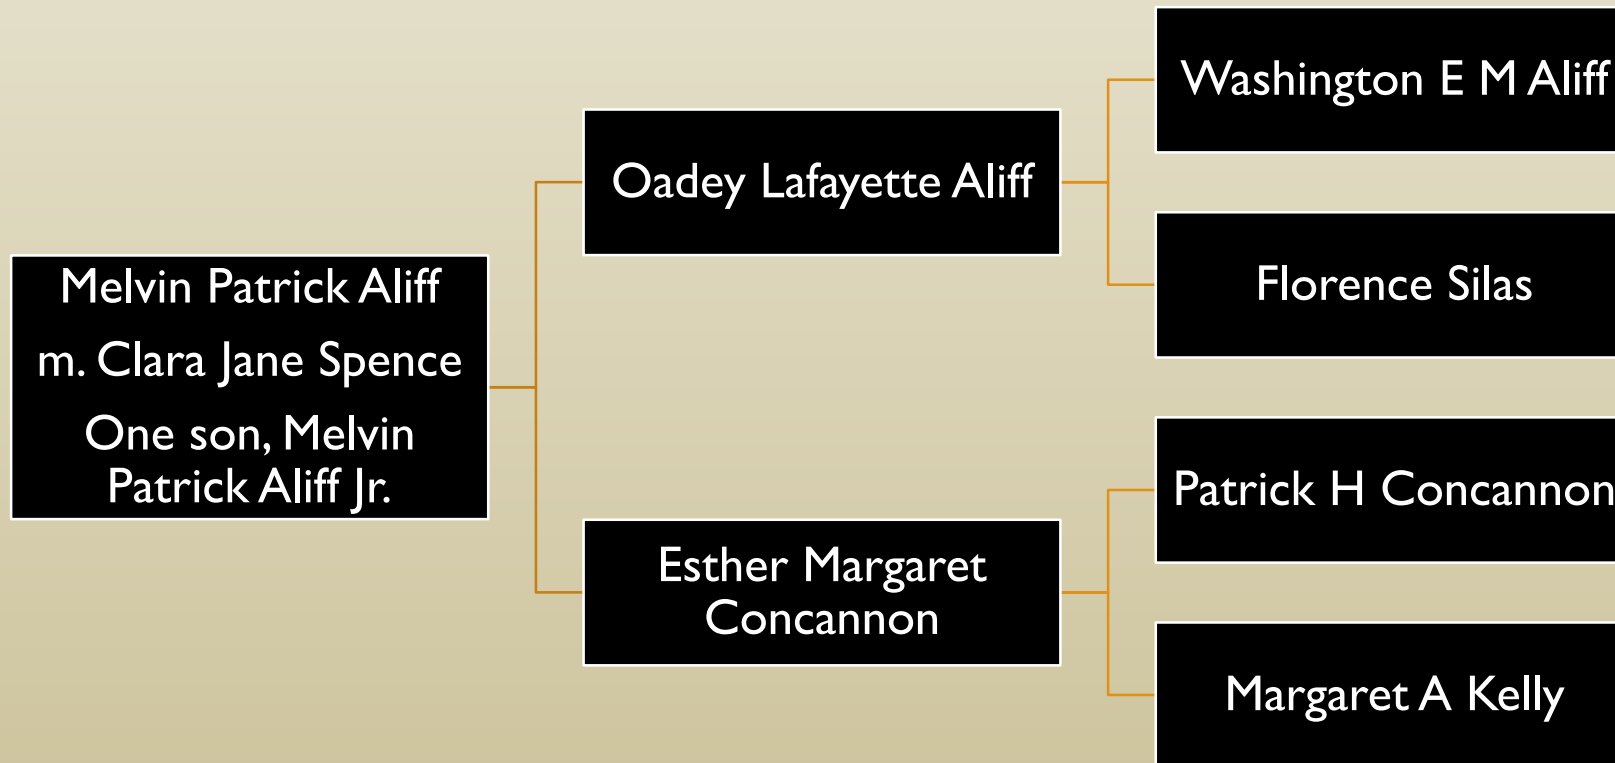 Washington E M Aliff
Oadey Lafayette Aliff
Florence Silas
Melvin Patrick Aliff
m. Clara Jane Spence
One son, Melvin
Patrick Aliff Jr.
Patrick H Concannon
Esther Margaret
Concannon
Margaret A Kelly